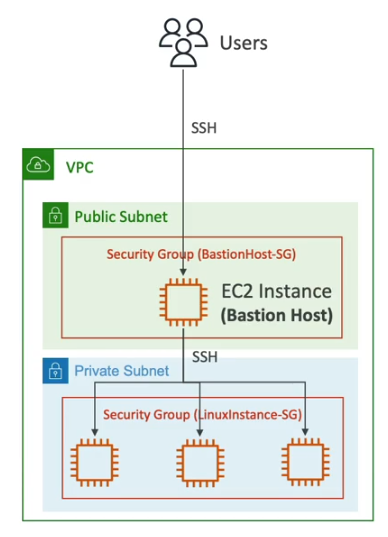 Users
SSH
VPC
Public Subnet
Security Group (BastionHost-SG)
EC2 Instance
(Bastion Host)
SSH
Private Subnet
Security Group (LinuxInstance-SG)